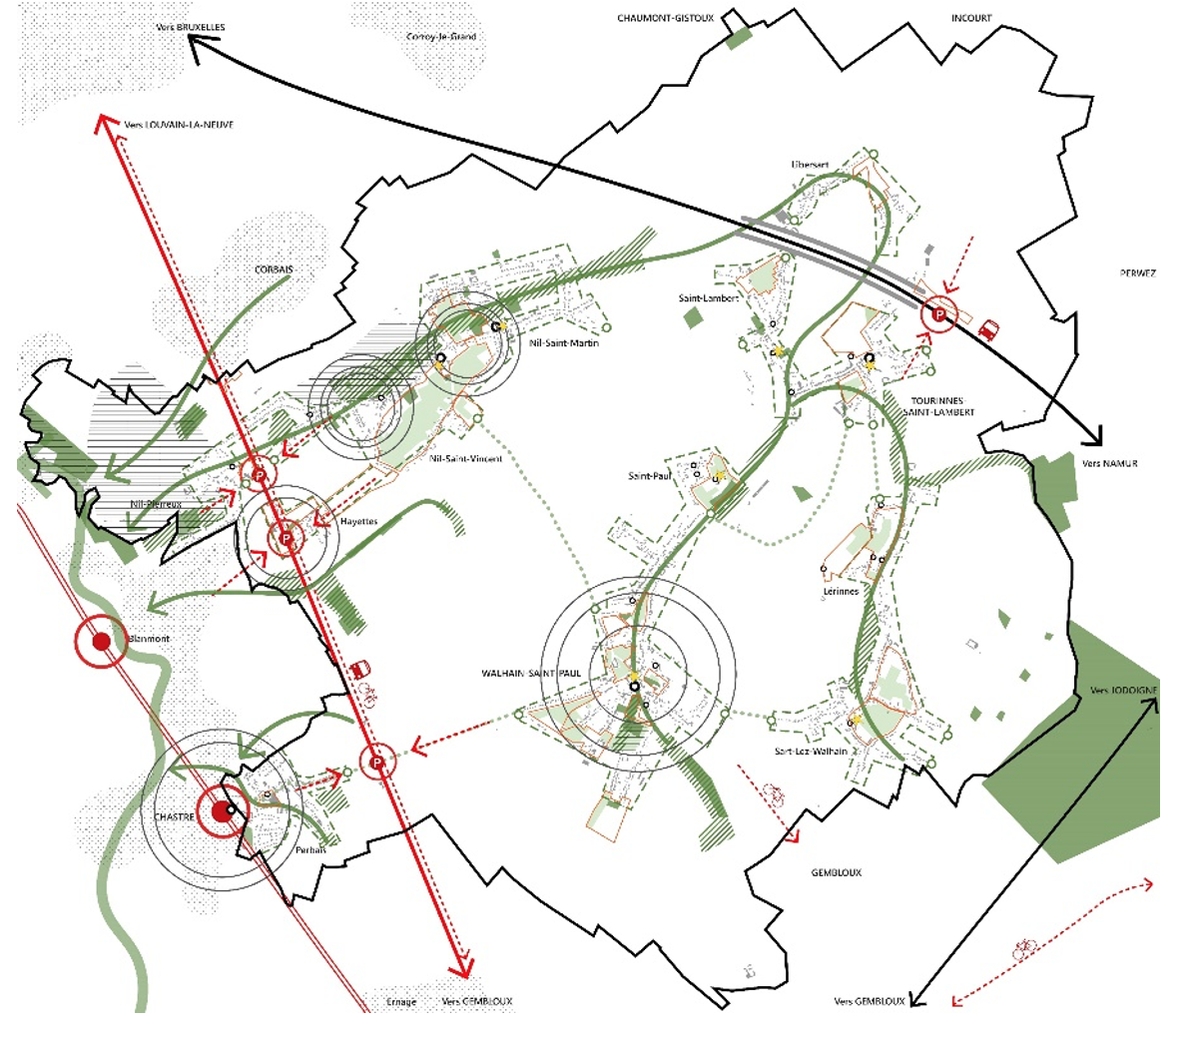 CHAUMONT-GISTOUX
INCOURT
Vers BRUXELLES
Corroy-le-Grand
Vers LOUVAIN-LA-NEUVE
Libersart
CORBAIS
PERWEZ
Saint-Lambert
P
Nil-Saint-Martin
TOURINNES-
SAINT-LAMBERT
Nil-Saint-Vincent
Vers NAMUR
Saint-Paul
P
Nil-Pierreux
Hayettes
P
Lérinnes
Blanmont
WALHAIN-SAINT-PAUL
Vers JODOIGNE
Sart-Lez-Walhain
P
CHASTRE
Perbais
GEMBLOUX
Ernage
Vers GEMBLOUX
Vers GEMBLOUX